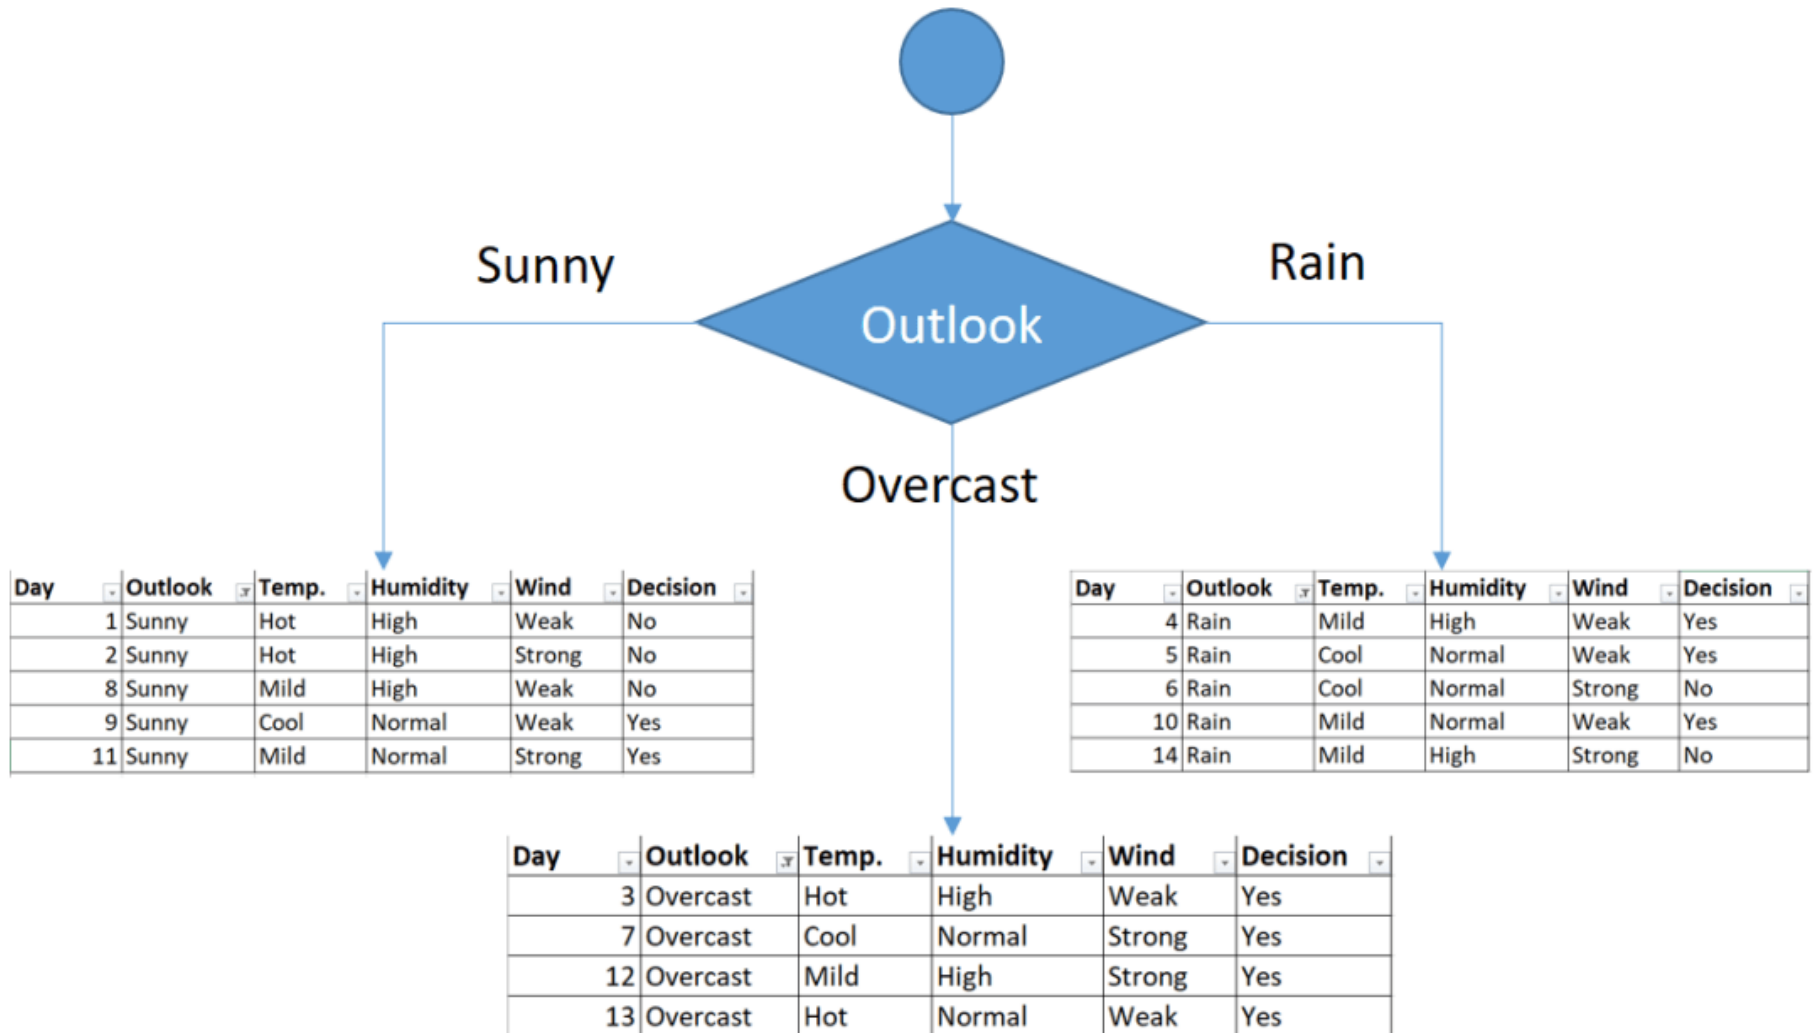 Sunny
Rain
Outlook
Overcast
Day Outlook Temp. Humidity Wind Decision
1 Sunny Hot High Weak No
2 Sunny Hot High Strong No
8 Sunny Mild High Weak No
9 Sunny Cool Normal Weak Yes
11 Sunny Mild Normal Strong Yes
Day Outlook Temp. Humidity Wind Decision
4 Rain Mild High Weak Yes
5 Rain Cool Normal Weak Yes
6 Rain Cool Normal Strong No
10 Rain Mild Normal Weak Yes
14 Rain Mild High Strong No
Day Outlook Temp. Humidity Wind Decision
3 Overcast Hot High Weak Yes
7 Overcast Cool Normal Strong Yes
12 Overcast Mild High Strong Yes
13 Overcast Hot Normal Weak Yes